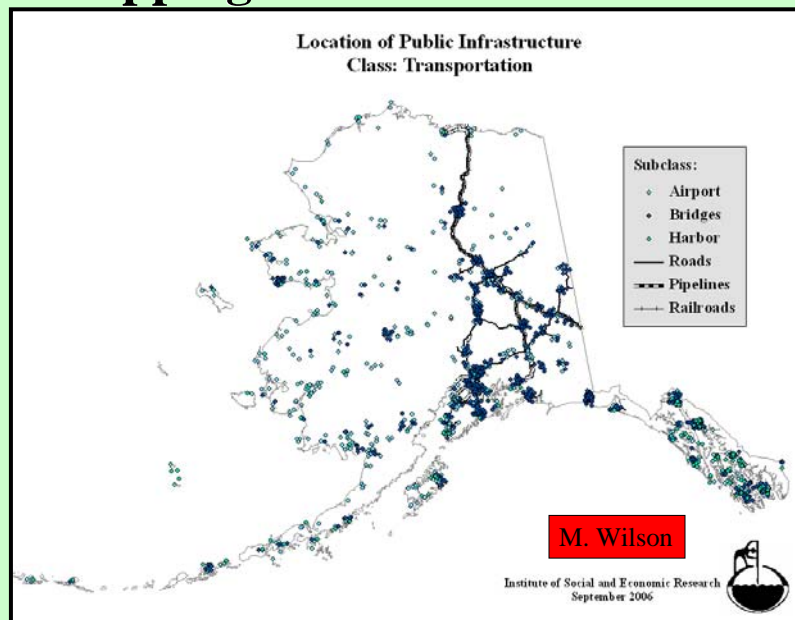 Location of Public Infrastructure
Class: Transportation
Subclass:
Airport
Bridges
Harbor
Roads
Pipelines
Railroads
M. Wilson
Institute of Social and Economic Research
September 2006